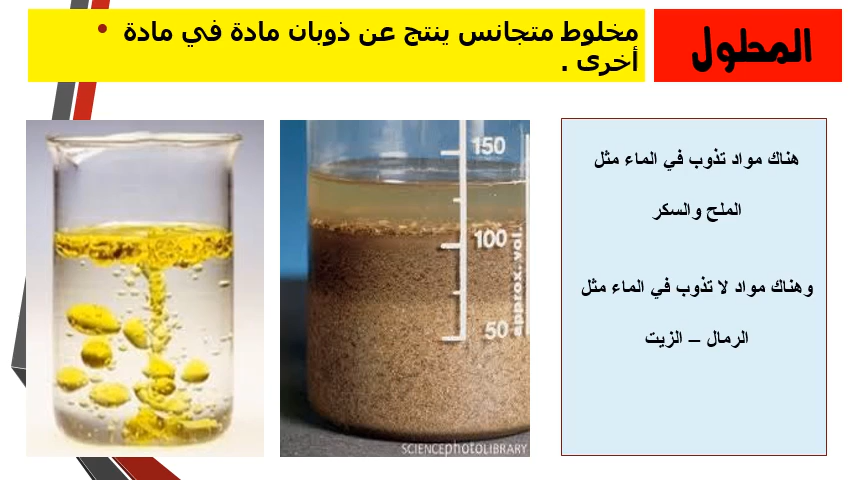 المحلول
• مخلوط متجانس ينتج عن ذوبان مادة في مادة
أخرى .
هناك مواد تذوب في الماء مثل
الملح والسكر
وهناك مواد لا تذوب في الماء مثل
الرمال – الزيت
150
100
50
approx. vol.
SCIENCEphotoLIBRARY